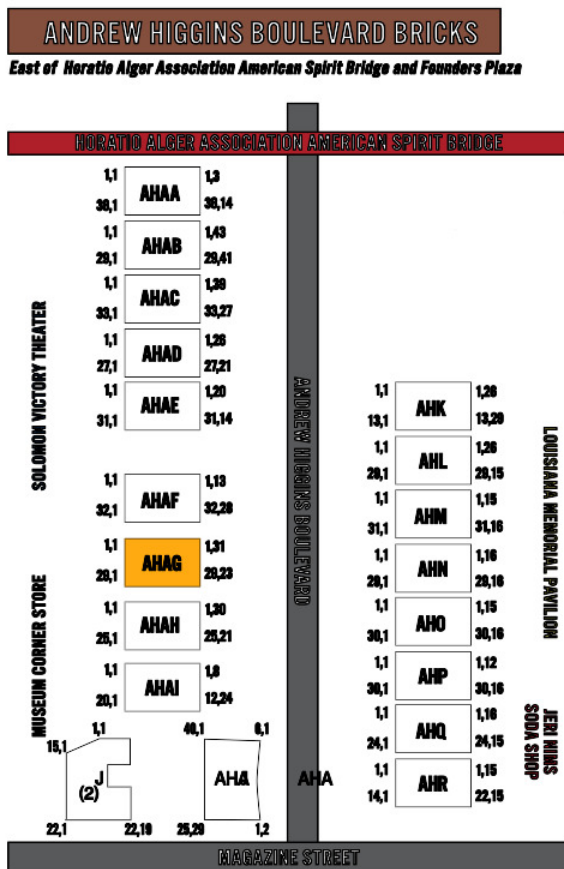 ANDREW HIGGINS BOULEVARD BRICKS
East of Horatio Alger Association American Spirit Bridge and Founders Plaza
HORATIO ALGER ASSOCIATION AMERICAN SPIRIT BRIDGE
1,1 AHAA 1,3
38,1 38,14
1,1 AHAB 1,43
29,1 29,41
1,1 AHAC 1,39
33,1 33,27
1,1 AHAD 1,26
27,1 27,21
1,1 AHAE 1,20
31,1 31,14
1,1 AHAF 1,13
32,1 32,28
1,1 AHAG 1,31
29,1 29,23
1,1 AHAH 1,30
25,1 25,21
1,1 AHAI 1,8
20,1 12,24
SOLOMON VICTORY THEATER
MUSEUM CORNER STORE
1,1
15,1
J
(2)
22,1 22,19
40,1 6,1
AHA
25,29 1,2
AHA
ANDREW HIGGINS BOULEVARD
1,1 AHK 1,26
13,1 13,29
1,1 AHL 1,26
29,1 29,15
1,1 AHM 1,15
31,1 31,16
1,1 AHN 1,16
29,1 29,16
1,1 AHO 1,15
30,1 30,16
1,1 AHP 1,12
30,1 30,16
1,1 AHQ 1,16
24,1 24,15
1,1 AHR 1,15
14,1 22,15
LOUISIANA MEMORIAL PAVILION
JERI NIMS
SODA SHOP
MAGAZINE STREET